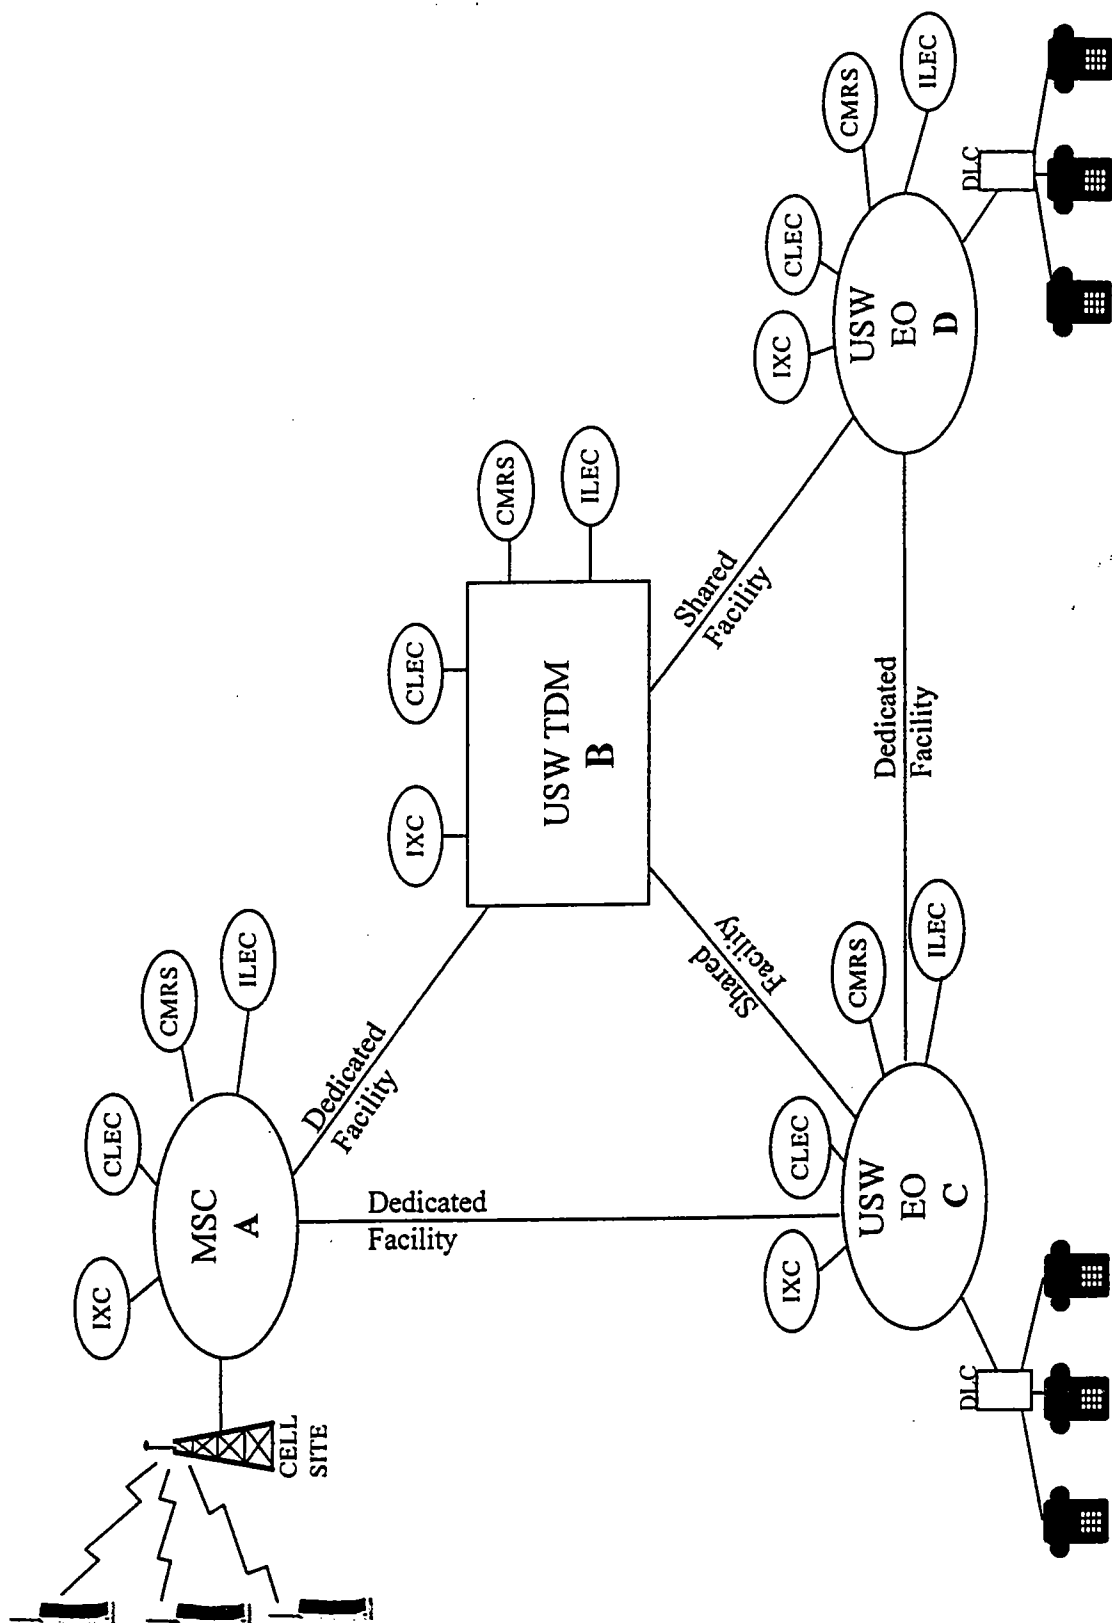 CELL
SITE
IXC
CLEC
CMRS
ILEC
MSC
A
Dedicated
Facility
Dedicated
Facility
IXC
CLEC
CMRS
ILEC
USW TDM
B
Shared
Facility
Shared
Facility
IXC
CLEC
CMRS
ILEC
USW
EO
C
DLC
Dedicated
Facility
IXC
CLEC
CMRS
ILEC
USW
EO
D
DLC